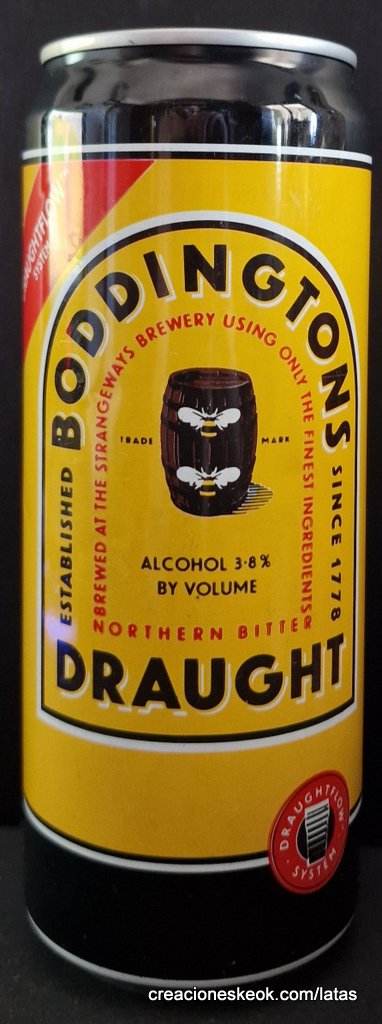 DRAUGHTFLOW
SYSTEM
BODDINGTONS
ESTABLISHED
SINCE 1778
BREWED AT THE STRANGEWAYS BREWERY USING ONLY THE FINEST INGREDIENTS
TRADE MARK
ALCOHOL 3·8%
BY VOLUME
NORTHERN BITTER
DRAUGHT
DRAUGHTFLOW
SYSTEM
creacioneskeok.com/latas